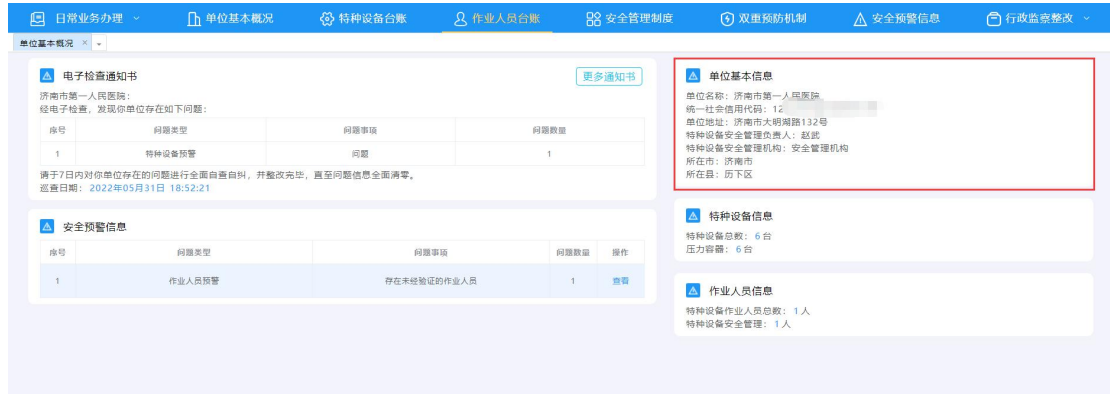 日常业务办理
单位基本概况
特种设备台账
作业人员台账
安全管理制度
双重预防机制
安全预警信息
行政监察整改
单位基本概况 ×
电子检查通知书
更多通知书
济南市第一人民医院:
经电子检查,发现你单位存在如下问题:
序号 问题类型 问题事项 问题数量
1 特种设备预警 问题 1
请于7日内对你单位存在的问题进行全面自查自纠,并整改完毕,直至问题信息全面清零。
巡查日期: 2022年05月31日 18:52:21
安全预警信息
序号 问题类型 问题事项 问题数量 操作
1 作业人员预警 存在未经验证的作业人员 1 查看
单位基本信息
单位名称: 济南市第一人民医院
统一社会信用代码: 12
单位地址: 济南市大明湖路132号
特种设备安全管理负责人: 赵武
特种设备安全管理机构: 安全管理机构
所在市: 济南市
所在县: 历下区
特种设备信息
特种设备总数: 6 台
压力容器: 6 台
作业人员信息
特种设备作业人员总数: 1 人
特种设备安全管理: 1 人